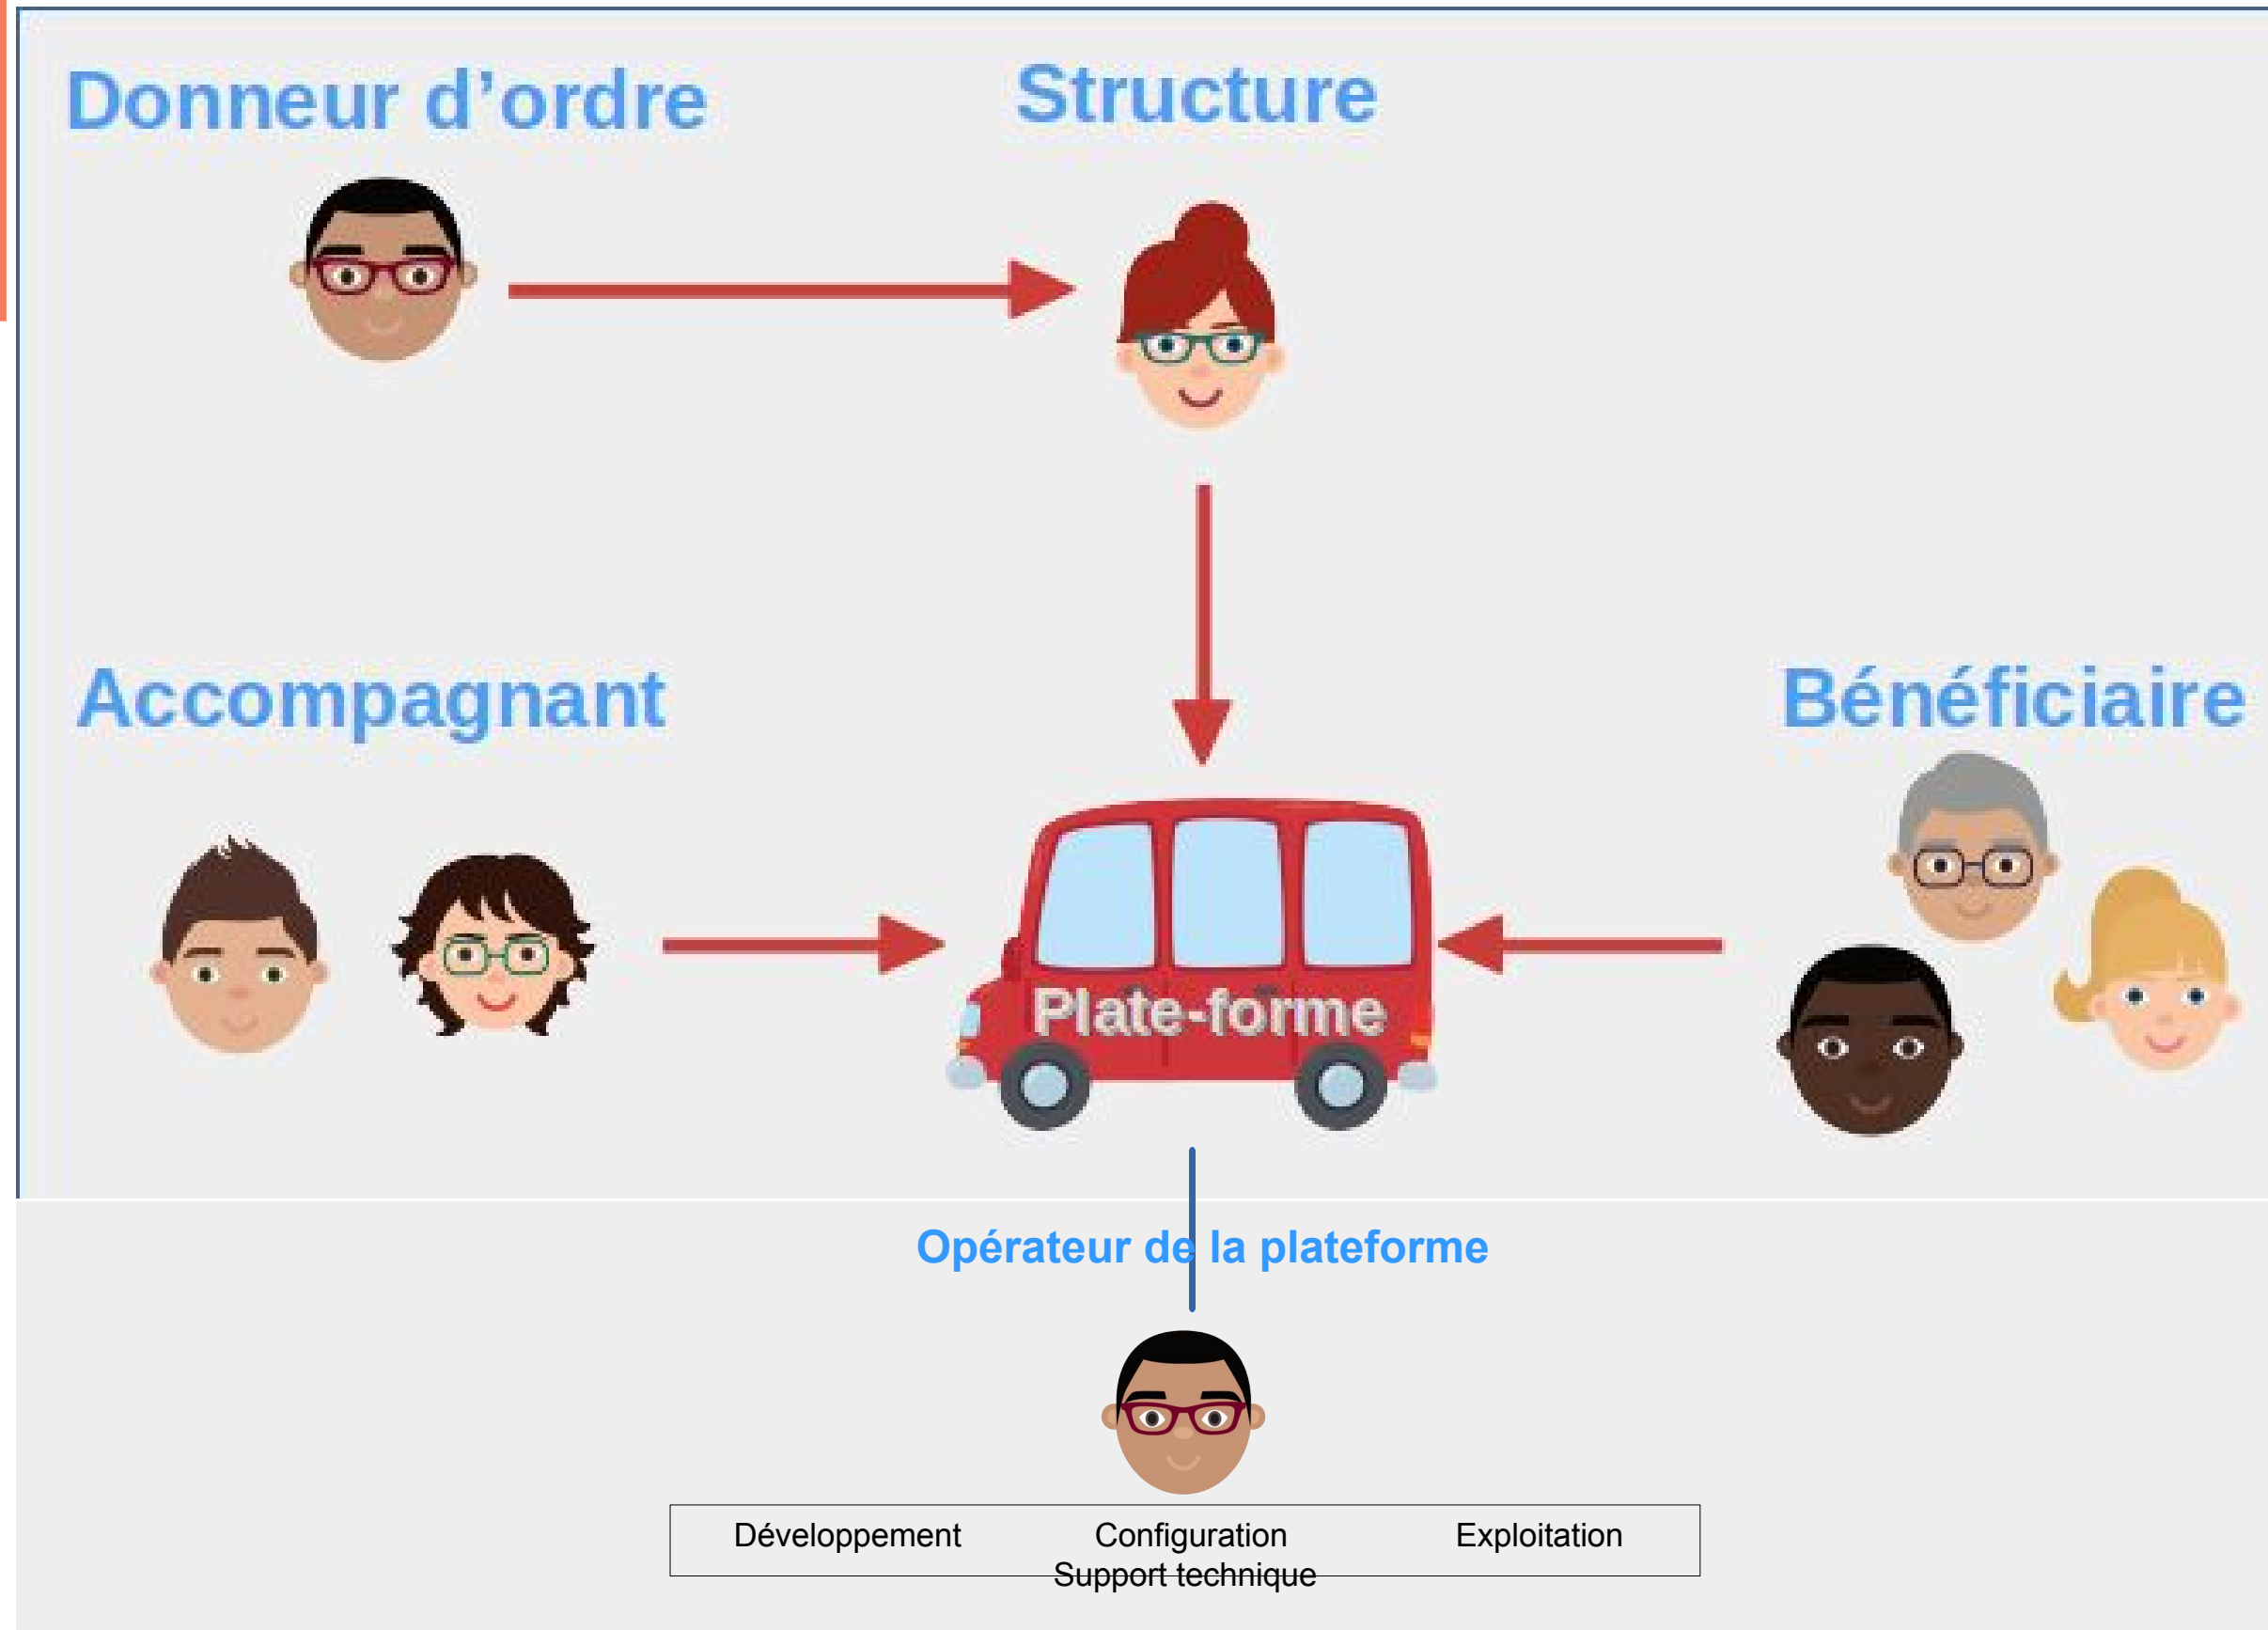 Donneur d’ordre
Structure
Accompagnant
Bénéficiaire
Plate-forme
Opérateur de la plateforme
Développement Configuration Exploitation
Support technique